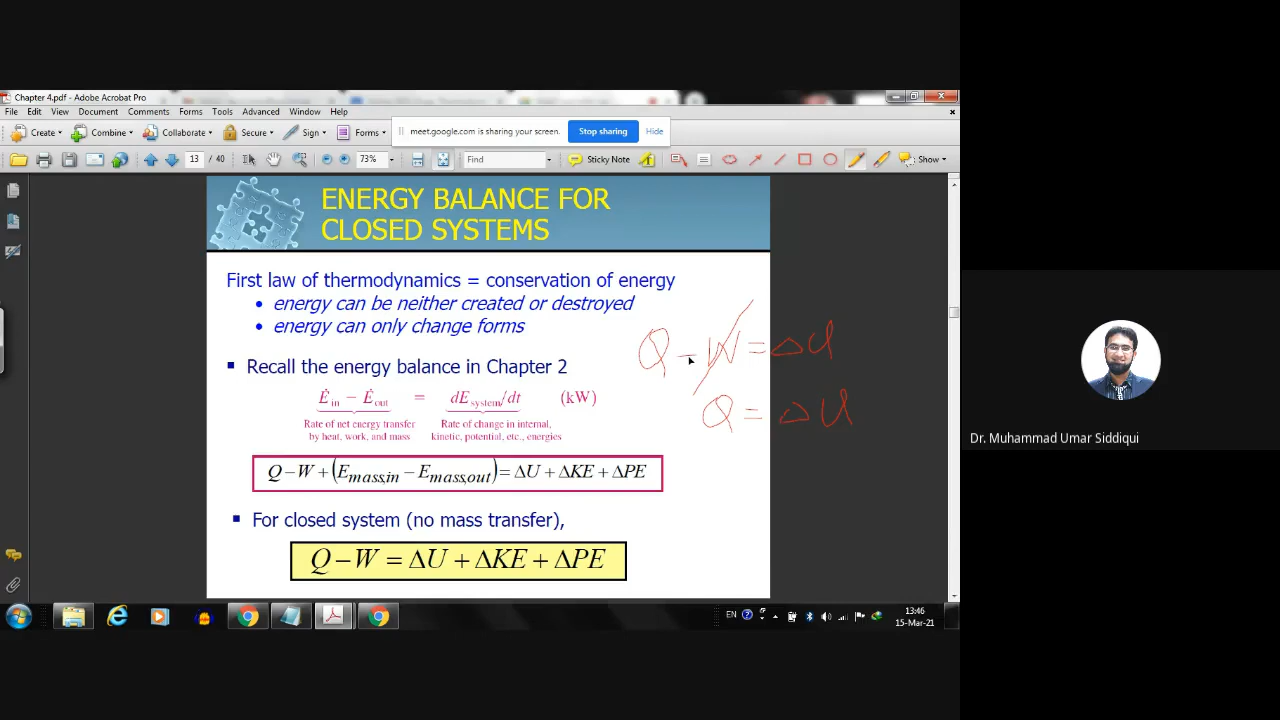 Chapter 4.pdf - Adobe Acrobat Pro
File Edit View Document Comments Forms Tools Advanced Window Help
Create Combine Collaborate Secure Sign Forms
meet.google.com is sharing your screen. Stop sharing Hide
13 / 40 73% Find Sticky Note Show
ENERGY BALANCE FOR
CLOSED SYSTEMS
First law of thermodynamics = conservation of energy
• energy can be neither created or destroyed
• energy can only change forms
Q - W = ΔU
▪ Recall the energy balance in Chapter 2
Ė in − Ė out = dE system/dt (kW)
Q = ΔU
Rate of net energy transfer
by heat, work, and mass
Rate of change in internal,
kinetic, potential, etc., energies
Q − W + (E mass,in − E mass,out) = ΔU + ΔKE + ΔPE
▪ For closed system (no mass transfer),
Q − W = ΔU + ΔKE + ΔPE
Dr. Muhammad Umar Siddiqui
EN 13:46
15-Mar-21